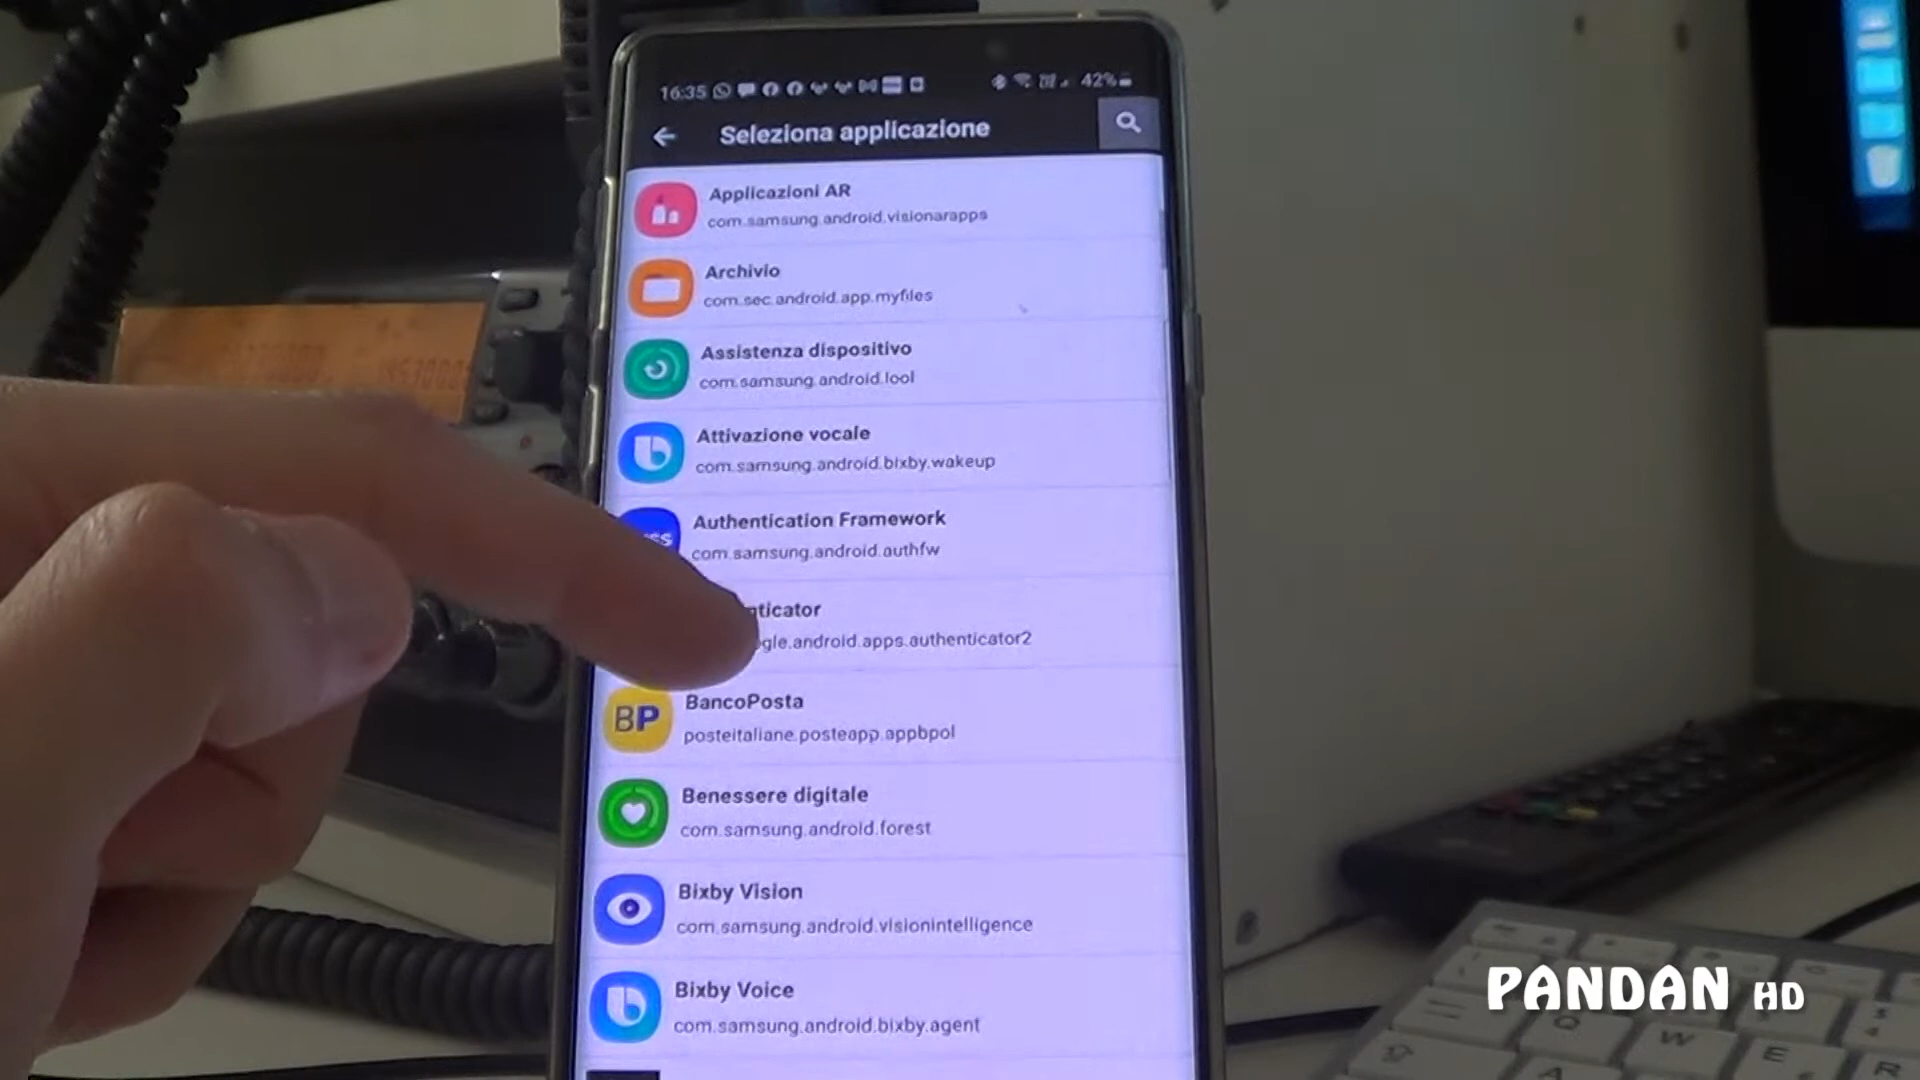 16:35
42%
Seleziona applicazione
Applicazioni AR
com.samsung.android.visionarapps
Archivio
com.sec.android.app.myfiles
Assistenza dispositivo
com.samsung.android.lool
Attivazione vocale
com.samsung.android.bixby.wakeup
Authentication Framework
com.samsung.android.authfw
nticator
gle.android.apps.authenticator2
BP
BancoPosta
posteitaliane.posteapp.appbpol
Benessere digitale
com.samsung.android.forest
Bixby Vision
com.samsung.android.visionintelligence
Bixby Voice
com.samsung.android.bixby.agent
PANDAN HD
Q W E R
A